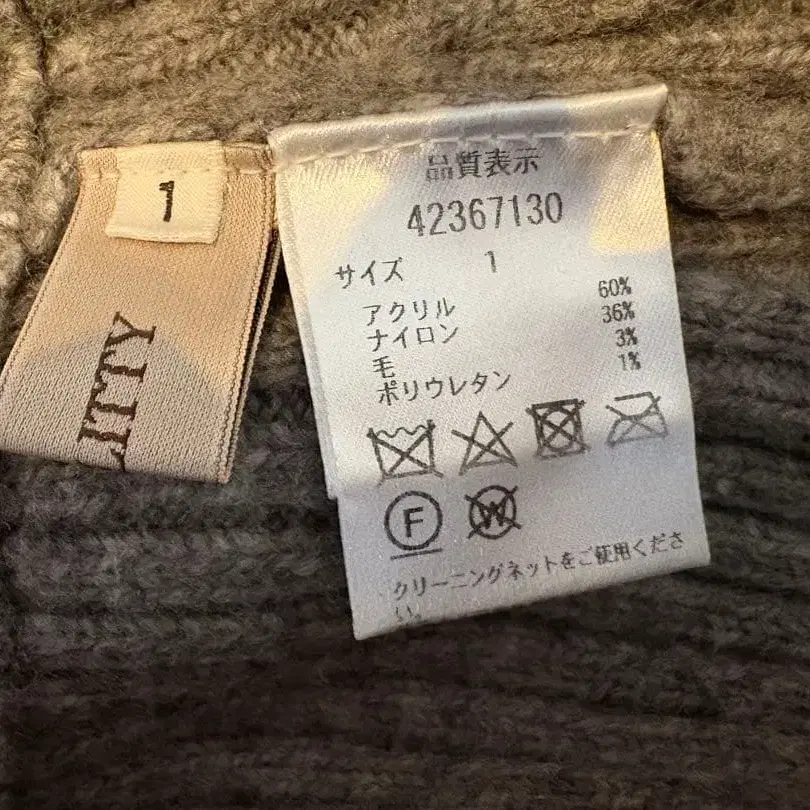 1
ITTY
品質表示
42367130
サイズ 1
アクリル 60%
ナイロン 36%
毛 3%
ポリウレタン 1%
F W
クリーニングネットをご使用くださ
い。